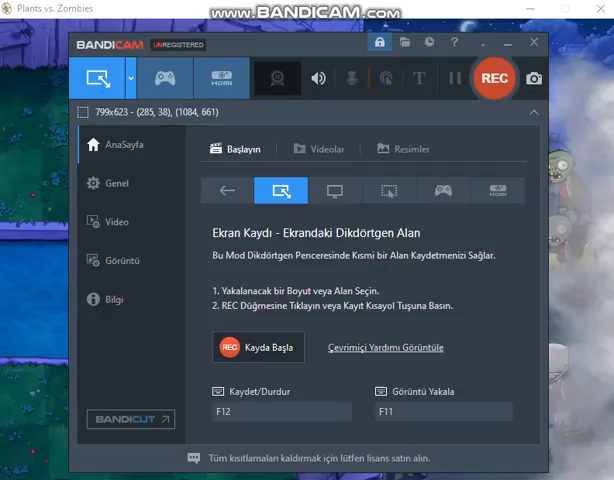 Plants vs. Zombies
www.BANDICAM.com
BANDICAM UNREGISTERED
HDMI
T
REC
799x623 - (285, 38), (1084, 661)
AnaSayfa
Genel
Video
Görüntü
Bilgi
BANDICUT
Başlayın
Videolar
Resimler
HDMI
Ekran Kaydı - Ekrandaki Dikdörtgen Alan
Bu Mod Dikdörtgen Penceresinde Kısmi bir Alan Kaydetmenizi Sağlar.
1. Yakalanacak bir Boyut veya Alan Seçin.
2. REC Düğmesine Tıklayın veya Kayıt Kısayol Tuşuna Basın.
REC Kayda Başla
Çevrimiçi Yardımı Görüntüle
Kaydet/Durdur
Görüntü Yakala
F12
F11
Tüm kısıtlamaları kaldırmak için lütfen lisans satın alın.